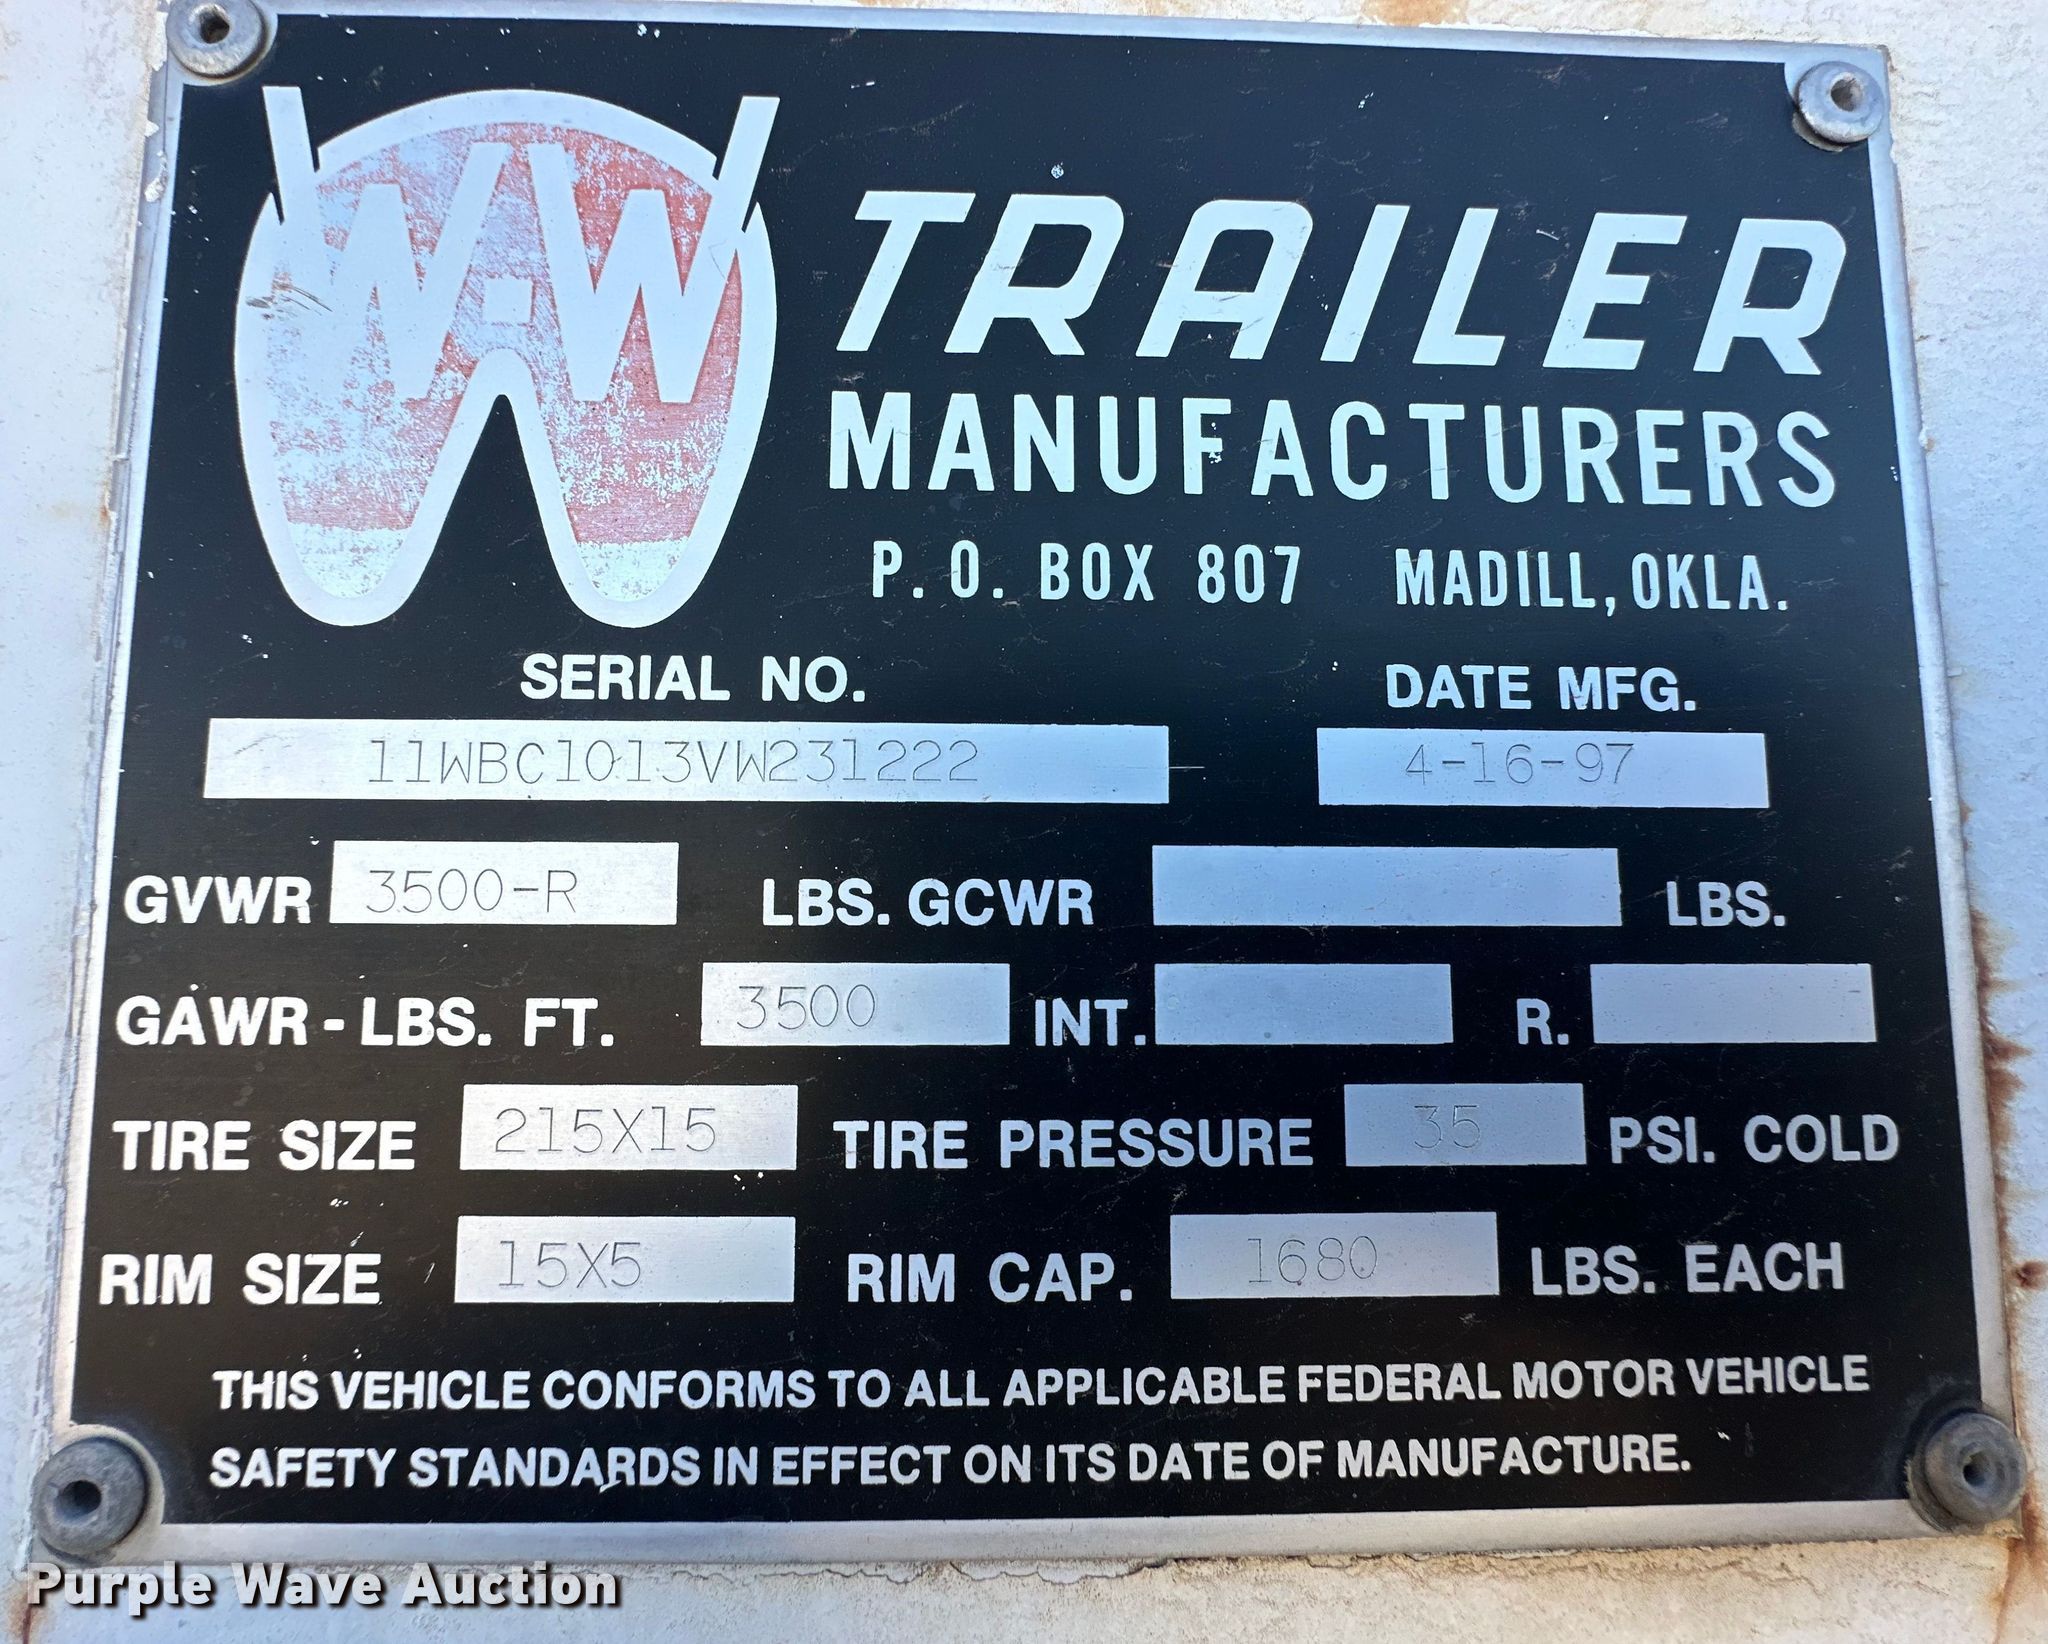 W-W TRAILER
MANUFACTURERS
P. O. BOX 807 MADILL, OKLA.
SERIAL NO. DATE MFG.
11WBC1013VW231222 4-16-97
GVWR 3500-R LBS. GCWR LBS.
GAWR - LBS. FT. 3500 INT. R.
TIRE SIZE 215X15 TIRE PRESSURE 35 PSI. COLD
RIM SIZE 15X5 RIM CAP. 1680 LBS. EACH
THIS VEHICLE CONFORMS TO ALL APPLICABLE FEDERAL MOTOR VEHICLE
SAFETY STANDARDS IN EFFECT ON ITS DATE OF MANUFACTURE.
Purple Wave Auction